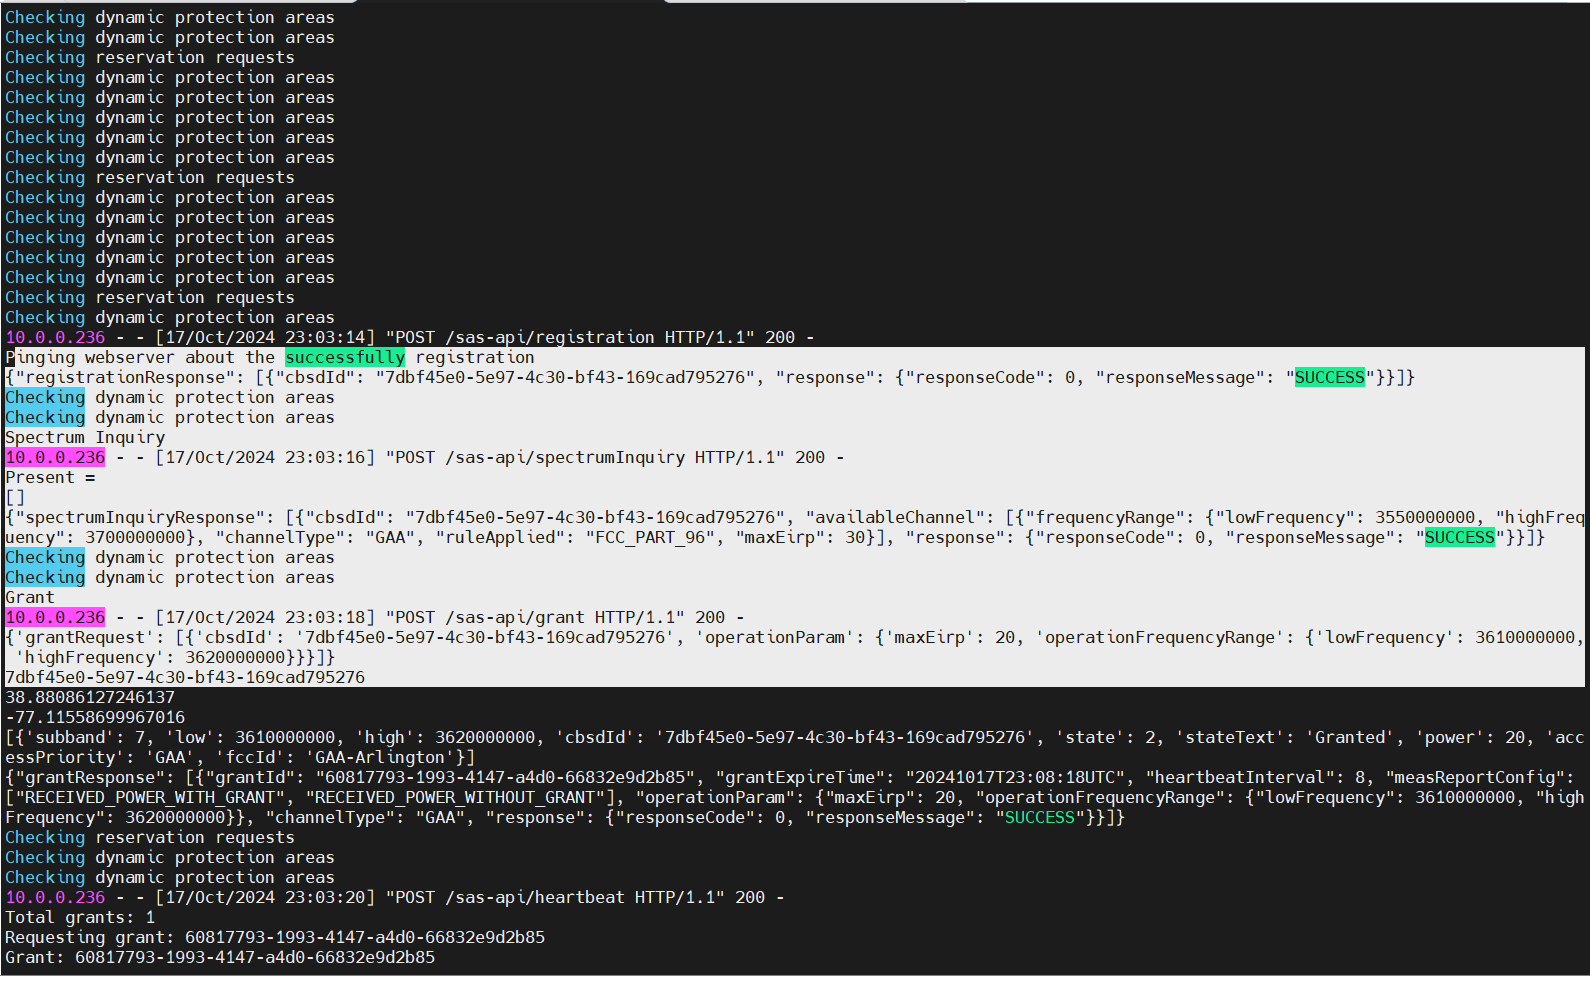 Checking dynamic protection areas
Checking dynamic protection areas
Checking reservation requests
Checking dynamic protection areas
Checking dynamic protection areas
Checking dynamic protection areas
Checking dynamic protection areas
Checking dynamic protection areas
Checking reservation requests
Checking dynamic protection areas
Checking dynamic protection areas
Checking dynamic protection areas
Checking dynamic protection areas
Checking dynamic protection areas
Checking reservation requests
Checking dynamic protection areas
10.0.0.236 - - [17/Oct/2024 23:03:14] "POST /sas-api/registration HTTP/1.1" 200 -
Pinging webserver about the successfully registration
{"registrationResponse": [{"cbsdId": "7dbf45e0-5e97-4c30-bf43-169cad795276", "response": {"responseCode": 0, "responseMessage": "SUCCESS"}}]}
Checking dynamic protection areas
Checking dynamic protection areas
Spectrum Inquiry
10.0.0.236 - - [17/Oct/2024 23:03:16] "POST /sas-api/spectrumInquiry HTTP/1.1" 200 -
Present =
[]
{"spectrumInquiryResponse": [{"cbsdId": "7dbf45e0-5e97-4c30-bf43-169cad795276", "availableChannel": [{"frequencyRange": {"lowFrequency": 3550000000, "highFreq
uency": 3700000000}, "channelType": "GAA", "ruleApplied": "FCC_PART_96", "maxEirp": 30}], "response": {"responseCode": 0, "responseMessage": "SUCCESS"}}]}
Checking dynamic protection areas
Checking dynamic protection areas
Grant
10.0.0.236 - - [17/Oct/2024 23:03:18] "POST /sas-api/grant HTTP/1.1" 200 -
{'grantRequest': [{'cbsdId': '7dbf45e0-5e97-4c30-bf43-169cad795276', 'operationParam': {'maxEirp': 20, 'operationFrequencyRange': {'lowFrequency': 3610000000,
'highFrequency': 3620000000}}}]}
7dbf45e0-5e97-4c30-bf43-169cad795276
38.88086127246137
-77.11558699967016
[{'subband': 7, 'low': 3610000000, 'high': 3620000000, 'cbsdId': '7dbf45e0-5e97-4c30-bf43-169cad795276', 'state': 2, 'stateText': 'Granted', 'power': 20, 'acc
essPriority': 'GAA', 'fccId': 'GAA-Arlington'}]
{"grantResponse": [{"grantId": "60817793-1993-4147-a4d0-66832e9d2b85", "grantExpireTime": "20241017T23:08:18UTC", "heartbeatInterval": 8, "measReportConfig":
["RECEIVED_POWER_WITH_GRANT", "RECEIVED_POWER_WITHOUT_GRANT"], "operationParam": {"maxEirp": 20, "operationFrequencyRange": {"lowFrequency": 3610000000, "high
Frequency": 3620000000}}, "channelType": "GAA", "response": {"responseCode": 0, "responseMessage": "SUCCESS"}}]}
Checking reservation requests
Checking dynamic protection areas
Checking dynamic protection areas
10.0.0.236 - - [17/Oct/2024 23:03:20] "POST /sas-api/heartbeat HTTP/1.1" 200 -
Total grants: 1
Requesting grant: 60817793-1993-4147-a4d0-66832e9d2b85
Grant: 60817793-1993-4147-a4d0-66832e9d2b85